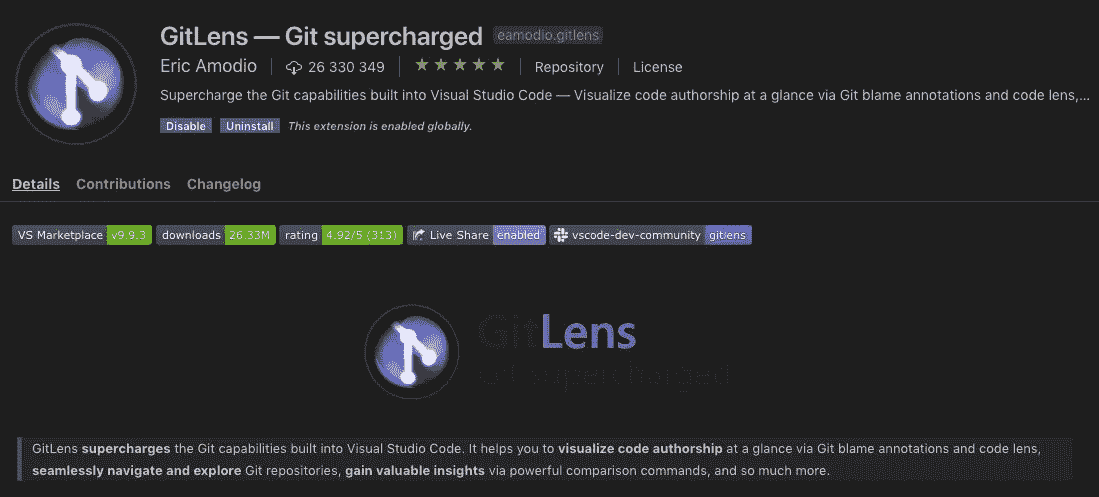 GitLens — Git supercharged eamodio.gitlens
Eric Amodio 26 330 349 Repository License
Supercharge the Git capabilities built into Visual Studio Code — Visualize code authorship at a glance via Git blame annotations and code lens,...
Disable Uninstall This extension is enabled globally.
Details Contributions Changelog
VS Marketplace v9.9.3 downloads 26.33M rating 4.92/5 (313) Live Share enabled vscode-dev-community gitlens
GitLens
Git supercharged
GitLens supercharges the Git capabilities built into Visual Studio Code. It helps you to visualize code authorship at a glance via Git blame annotations and code lens,
seamlessly navigate and explore Git repositories, gain valuable insights via powerful comparison commands, and so much more.